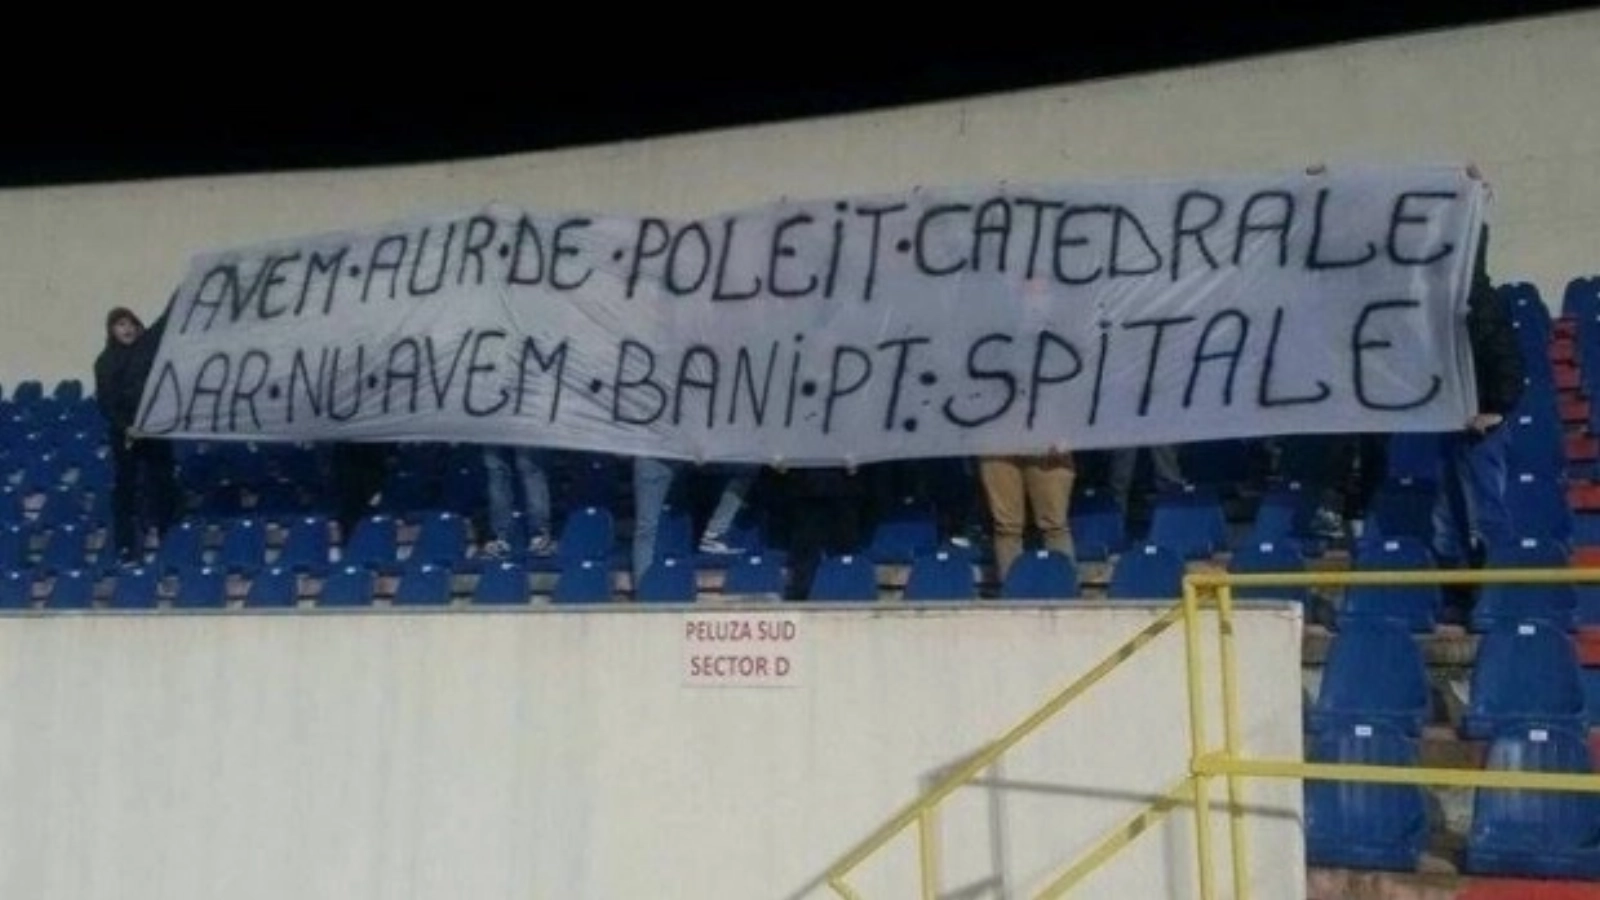 AVEM·AUR·DE·POLEIT·CATEDRALE
DAR·NU·AVEM·BANI·PT.·SPITALE
PELUZA SUD
SECTOR D